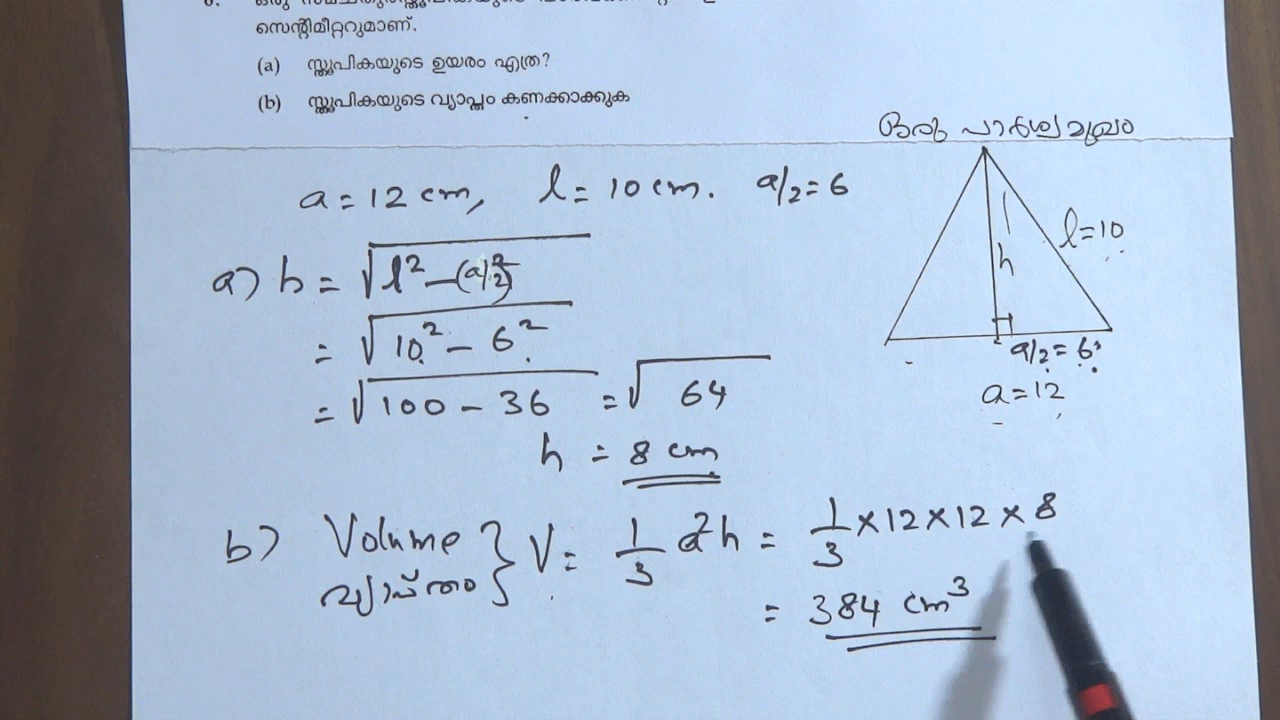 സെന്റിമീറ്ററുമാണ്.
(a) സ്തൂപികയുടെ ഉയരം എത്ര?
(b) സ്തൂപികയുടെ വ്യാപ്തം കണക്കാക്കുക
ഒരു പാർശ്വമുഖം
a = 12 cm, l = 10 cm. a/2 = 6
a) h = √l² - (a/2)²
= √10² - 6²
= √100 - 36 = √64
h = 8 cm
h
l = 10
a/2 = 6
a = 12
b) Volume
വ്യാപ്തം } V = 1/3 a²h = 1/3 × 12 × 12 × 8
= 384 cm³